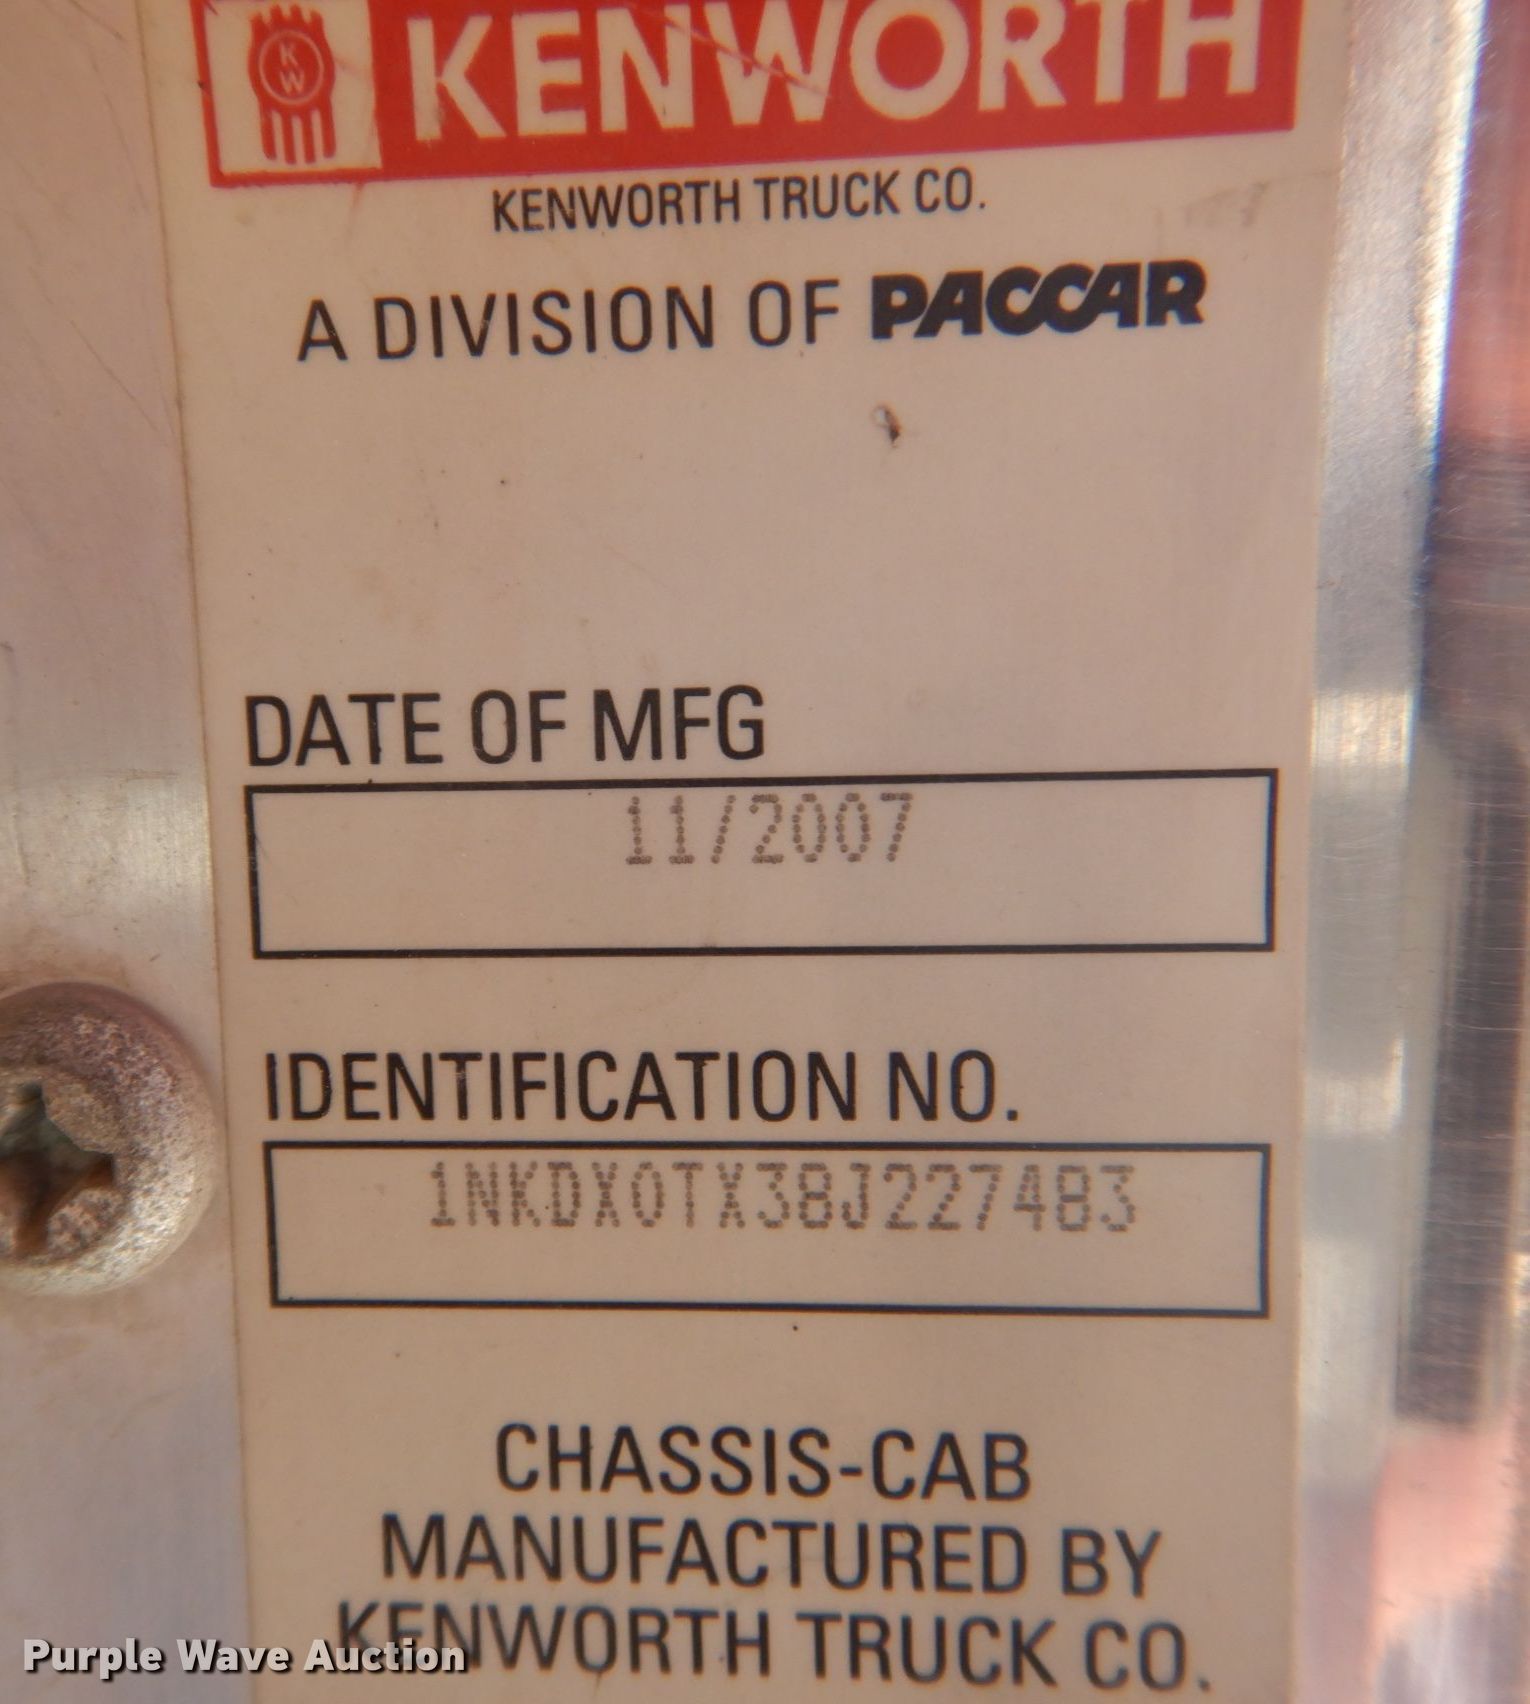 KW KENWORTH
KENWORTH TRUCK CO.
A DIVISION OF PACCAR
DATE OF MFG
11/2007
IDENTIFICATION NO.
1NKDX0TX38J227483
CHASSIS-CAB
MANUFACTURED BY
KENWORTH TRUCK CO.
Purple Wave Auction